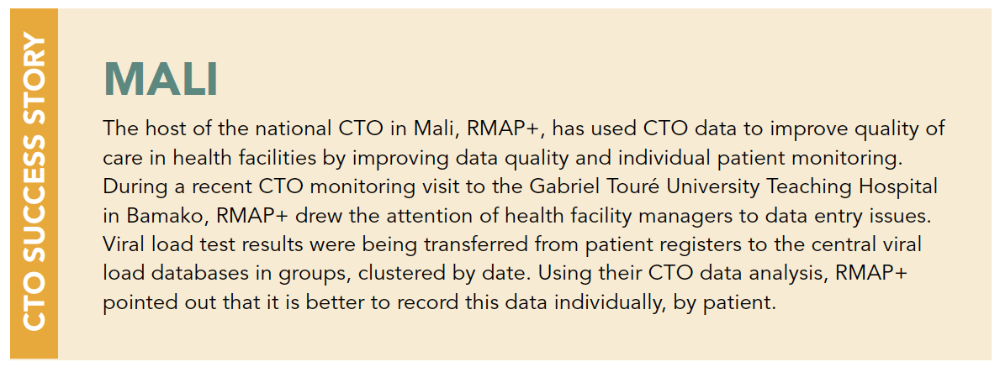 CTO SUCCESS STORY
MALI
The host of the national CTO in Mali, RMAP+, has used CTO data to improve quality of
care in health facilities by improving data quality and individual patient monitoring.
During a recent CTO monitoring visit to the Gabriel Touré University Teaching Hospital
in Bamako, RMAP+ drew the attention of health facility managers to data entry issues.
Viral load test results were being transferred from patient registers to the central viral
load databases in groups, clustered by date. Using their CTO data analysis, RMAP+
pointed out that it is better to record this data individually, by patient.